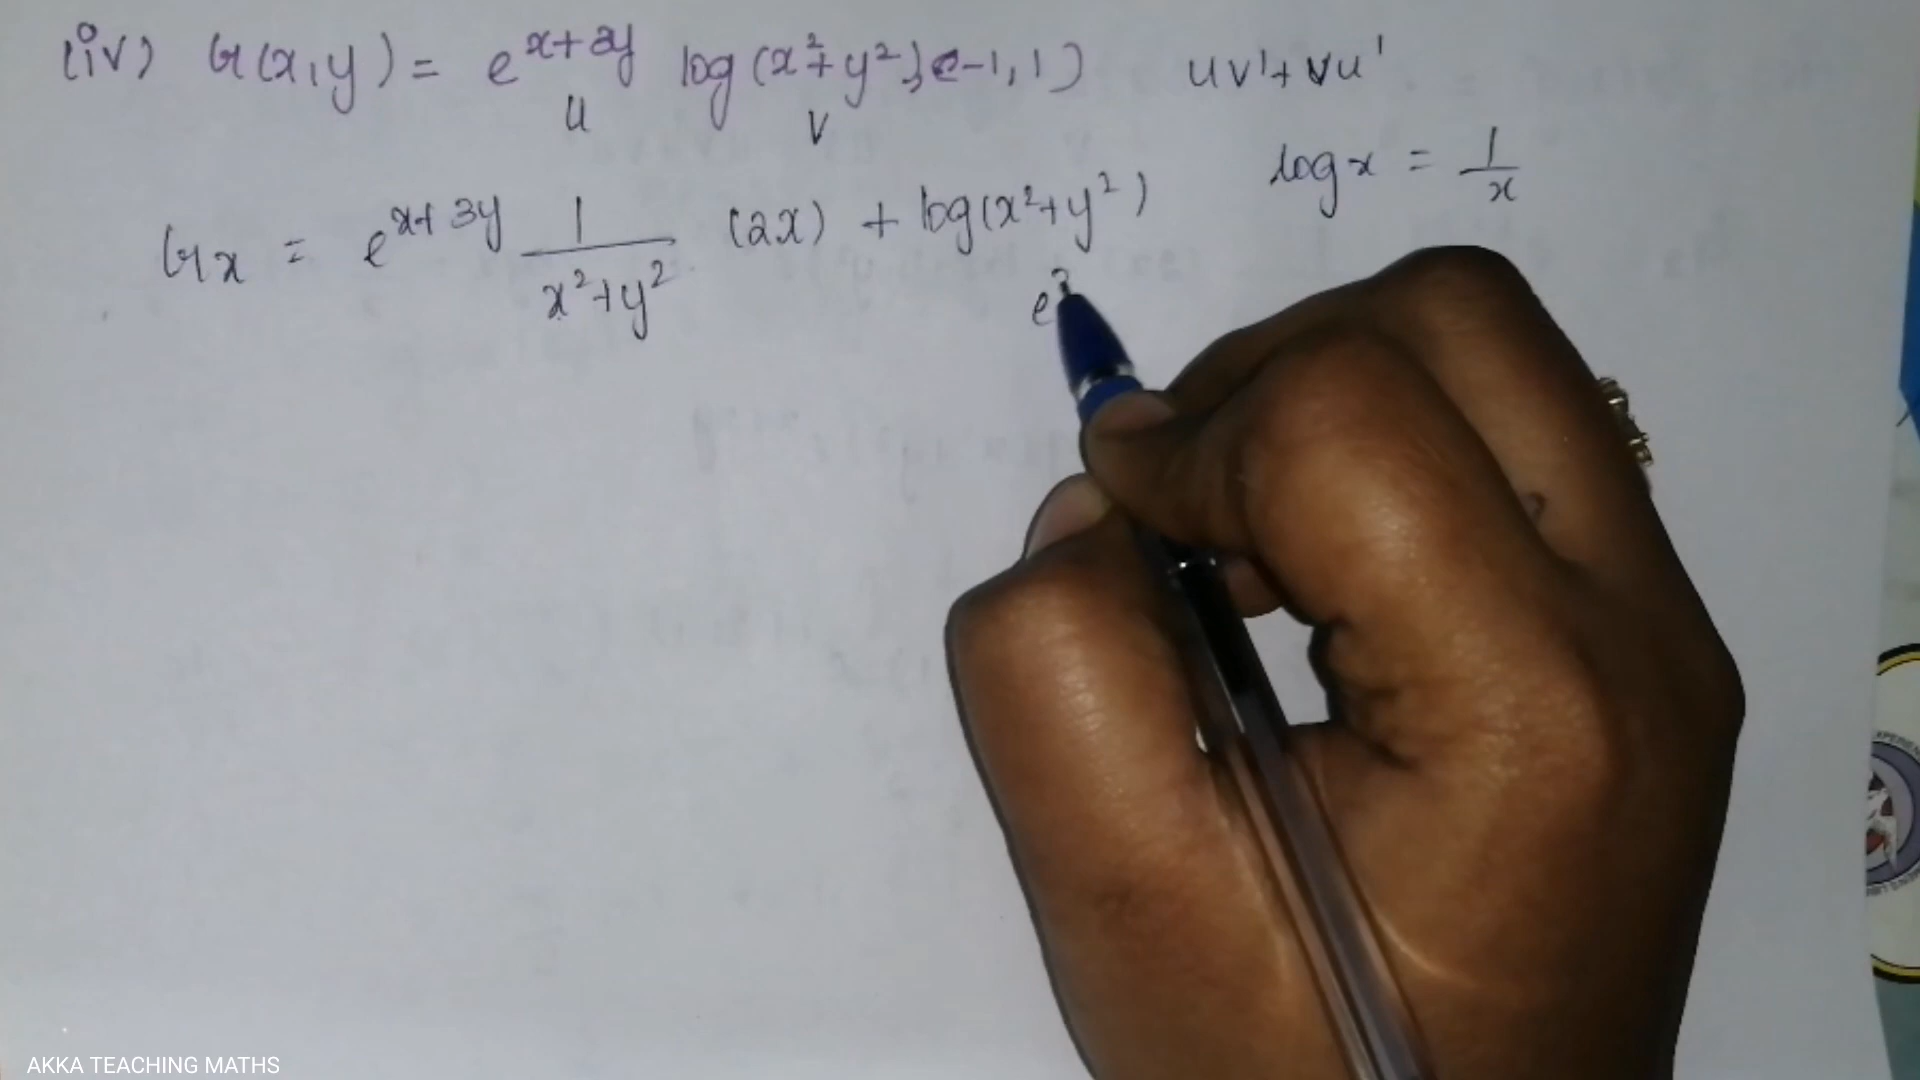 (iv) G(x,y) = e^{x+3y} log(x²+y²), (-1,1) uv' + vu'
u v
log x = 1/x
Gx = e^{x+3y} 1/(x²+y²) (2x) + log(x²+y²)
e
AKKA TEACHING MATHS